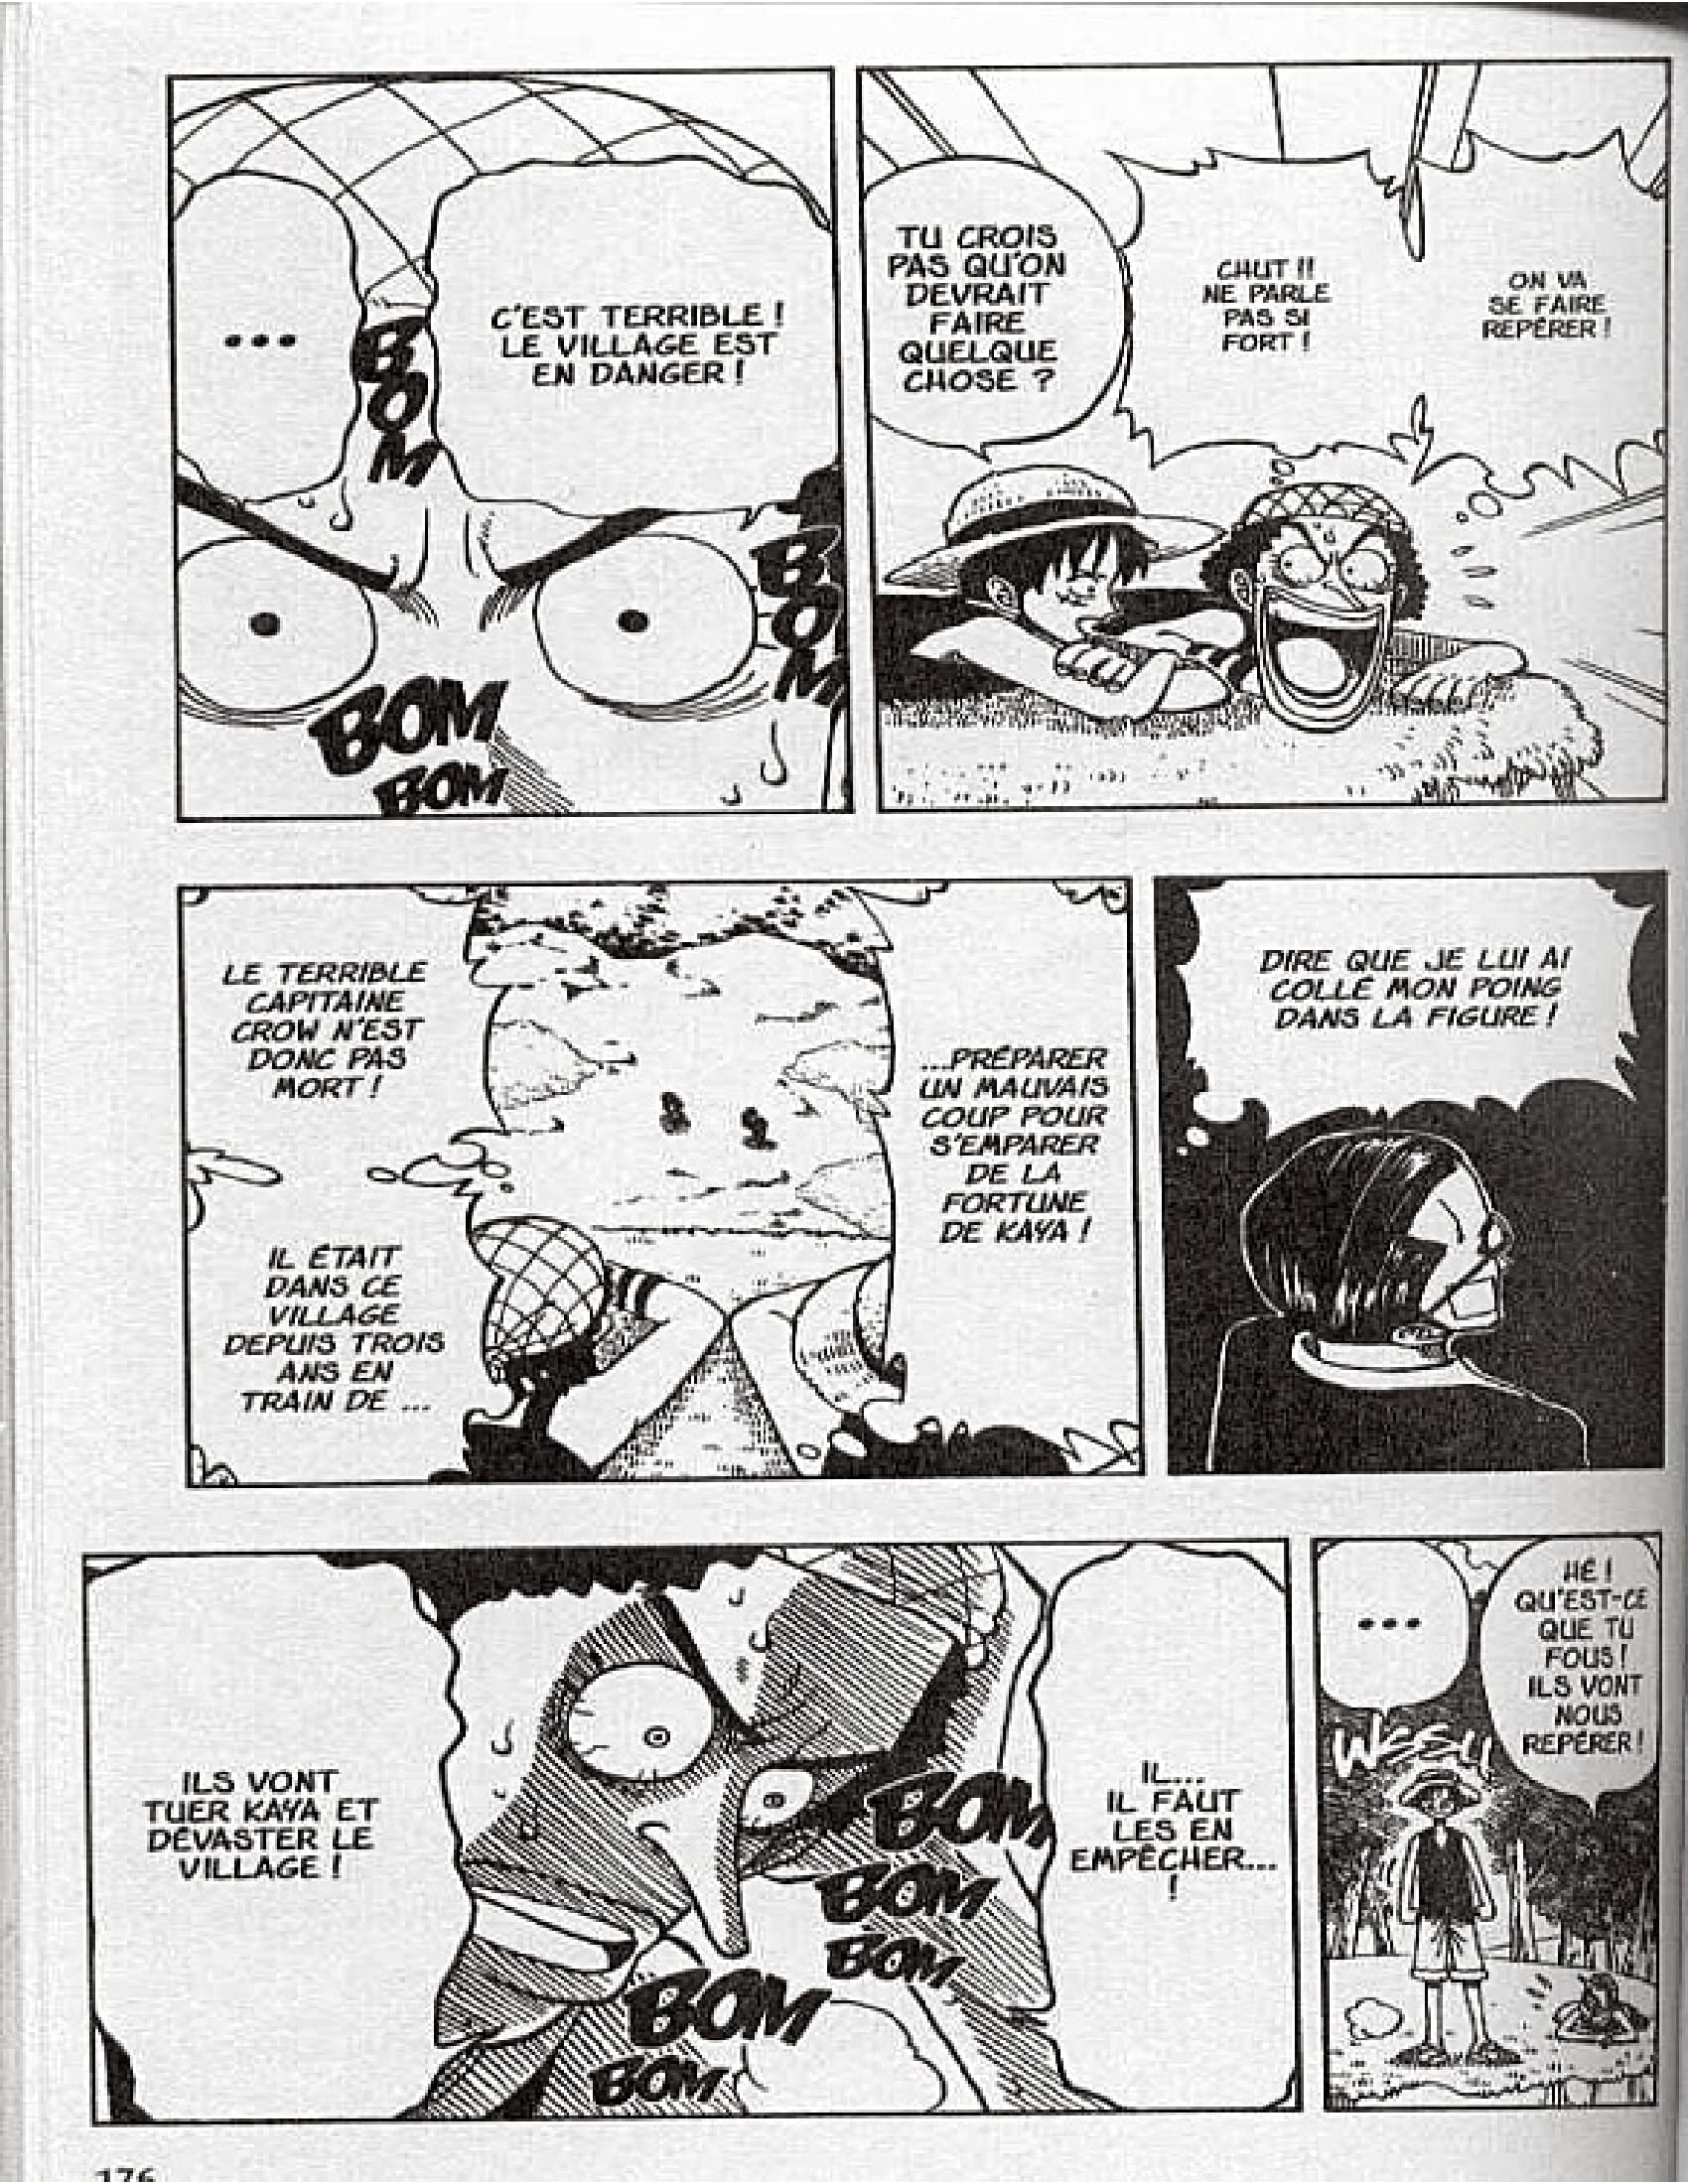 ON VA
SE FAIRE
REPÉRER !
CHUT !!
NE PARLE
PAS SI
FORT !
TU CROIS
PAS QU'ON
DEVRAIT
FAIRE
QUELQUE
CHOSE ?
C'EST TERRIBLE !
LE VILLAGE EST
EN DANGER !
...
BOM
BOM
BOM
BOM
DIRE QUE JE LUI AI
COLLÉ MON POING
DANS LA FIGURE !
LE TERRIBLE
CAPITAINE
CROW N'EST
DONC PAS
MORT !
IL ÉTAIT
DANS CE
VILLAGE
DEPUIS TROIS
ANS EN
TRAIN DE ...
...PRÉPARER
UN MAUVAIS
COUP POUR
S'EMPARER
DE LA
FORTUNE
DE KAYA !
HÉ !
QU'EST-CE
QUE TU
FOUS !
ILS VONT
NOUS
REPÉRER !
...
IL...
IL FAUT
LES EN
EMPÊCHER...
!
BOM
BOM
BOM
BOM
BOM
ILS VONT
TUER KAYA ET
DÉVASTER LE
VILLAGE !
176